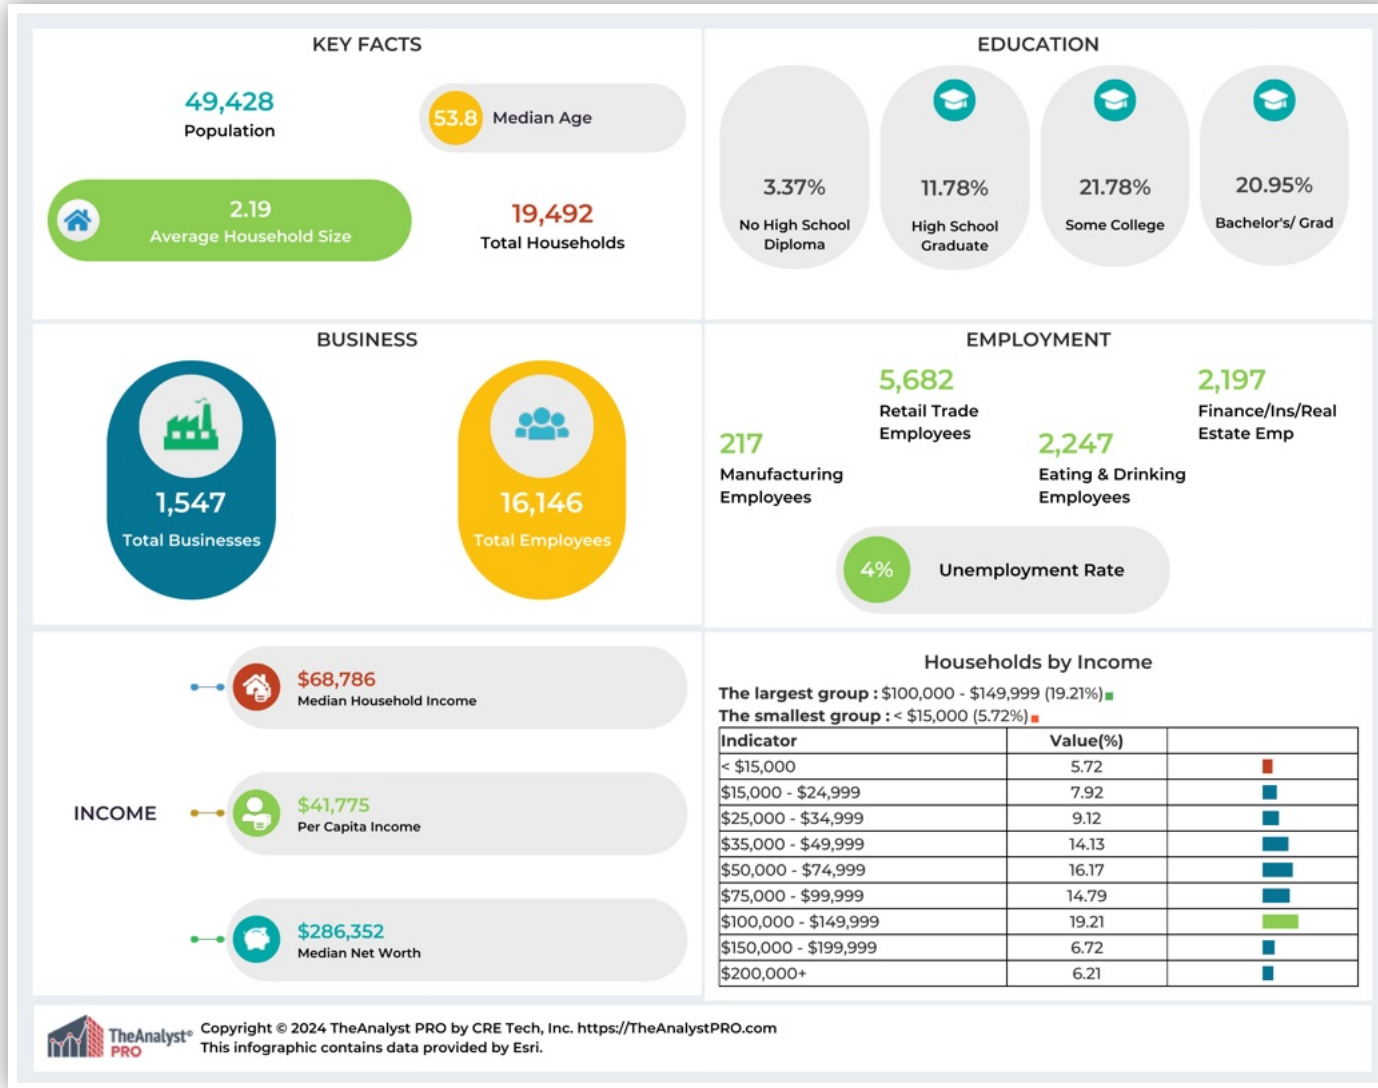 KEY FACTS
49,428
Population
53.8 Median Age
2.19
Average Household Size
19,492
Total Households
EDUCATION
3.37%
No High School
Diploma
11.78%
High School
Graduate
21.78%
Some College
20.95%
Bachelor's/ Grad
BUSINESS
1,547
Total Businesses
16,146
Total Employees
EMPLOYMENT
217
Manufacturing
Employees
5,682
Retail Trade
Employees
2,247
Eating & Drinking
Employees
2,197
Finance/Ins/Real
Estate Emp
4% Unemployment Rate
INCOME
$68,786
Median Household Income
$41,775
Per Capita Income
$286,352
Median Net Worth
Households by Income
The largest group : $100,000 - $149,999 (19.21%)
The smallest group : < $15,000 (5.72%)
Indicator Value(%)
< $15,000 5.72
$15,000 - $24,999 7.92
$25,000 - $34,999 9.12
$35,000 - $49,999 14.13
$50,000 - $74,999 16.17
$75,000 - $99,999 14.79
$100,000 - $149,999 19.21
$150,000 - $199,999 6.72
$200,000+ 6.21
TheAnalyst®
PRO
Copyright © 2024 TheAnalyst PRO by CRE Tech, Inc. https://TheAnalystPRO.com
This infographic contains data provided by Esri.